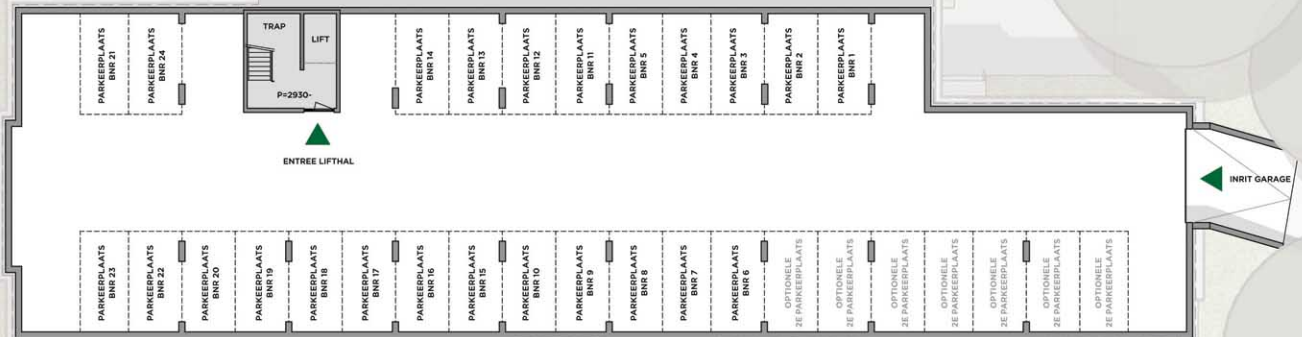 PARKEERPLAATS
BNR 21
PARKEERPLAATS
BNR 24
TRAP
LIFT
P=2930-
PARKEERPLAATS
BNR 14
PARKEERPLAATS
BNR 13
PARKEERPLAATS
BNR 12
PARKEERPLAATS
BNR 11
PARKEERPLAATS
BNR 5
PARKEERPLAATS
BNR 4
PARKEERPLAATS
BNR 3
PARKEERPLAATS
BNR 2
PARKEERPLAATS
BNR 1
ENTREE LIFTHAL
INRIT GARAGE
PARKEERPLAATS
BNR 23
PARKEERPLAATS
BNR 22
PARKEERPLAATS
BNR 20
PARKEERPLAATS
BNR 19
PARKEERPLAATS
BNR 18
PARKEERPLAATS
BNR 17
PARKEERPLAATS
BNR 16
PARKEERPLAATS
BNR 15
PARKEERPLAATS
BNR 10
PARKEERPLAATS
BNR 9
PARKEERPLAATS
BNR 8
PARKEERPLAATS
BNR 7
PARKEERPLAATS
BNR 6
OPTIONELE
2E PARKEERPLAATS
OPTIONELE
2E PARKEERPLAATS
OPTIONELE
2E PARKEERPLAATS
OPTIONELE
2E PARKEERPLAATS
OPTIONELE
2E PARKEERPLAATS
OPTIONELE
2E PARKEERPLAATS
OPTIONELE
2E PARKEERPLAATS